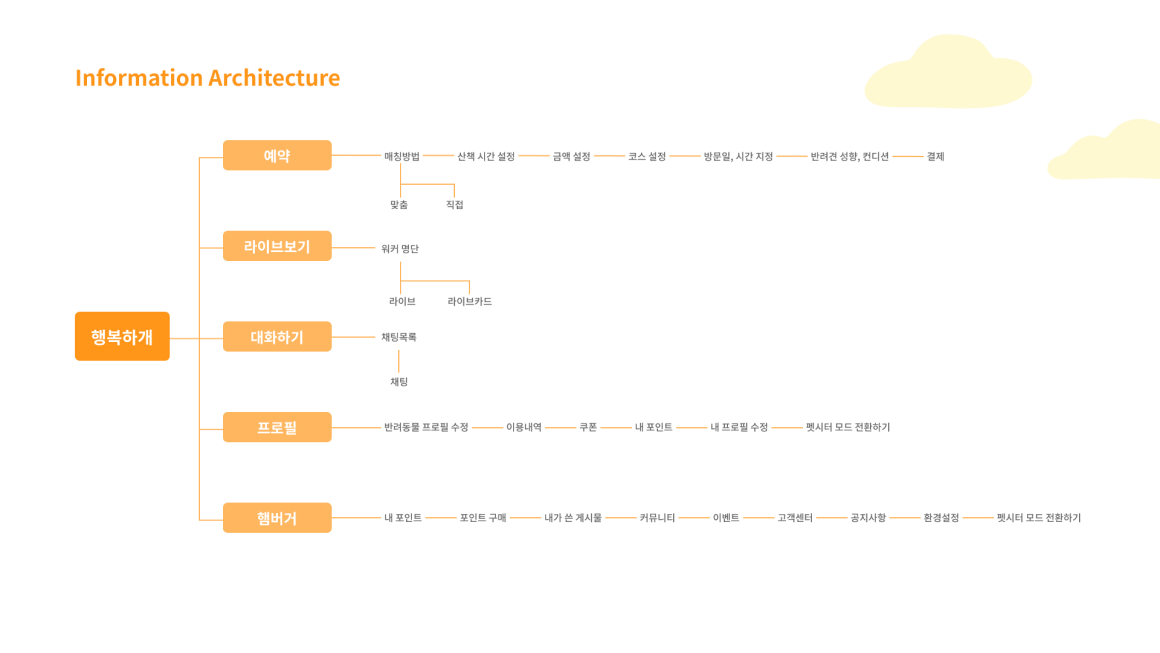 Information Architecture
예약
매칭방법
산책 시간 설정
금액 설정
코스 설정
방문일, 시간 지정
반려견 성향, 컨디션
결제
맞춤
직접
라이브보기
워커 명단
라이브
라이브카드
행복하개
대화하기
채팅목록
채팅
프로필
반려동물 프로필 수정
이용내역
쿠폰
내 포인트
내 프로필 수정
펫시터 모드 전환하기
햄버거
내 포인트
포인트 구매
내가 쓴 게시물
커뮤니티
이벤트
고객센터
공지사항
환경설정
펫시터 모드 전환하기